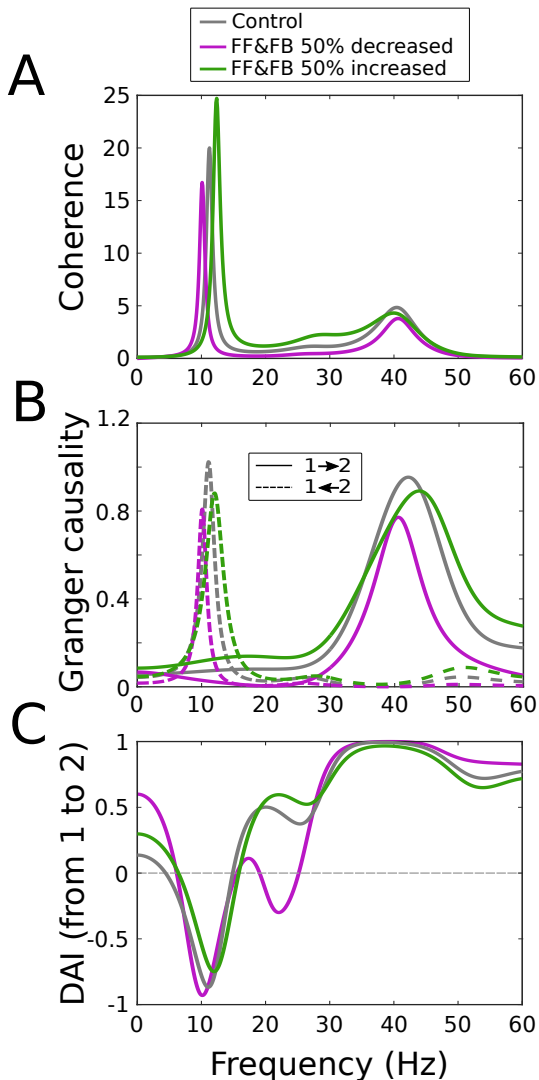 Control
FF&FB 50% decreased
FF&FB 50% increased
A
Coherence
25
20
15
10
5
0
0 10 20 30 40 50 60
B
Granger causality
1.2
0.8
0.4
0
1→2
1←2
0 10 20 30 40 50 60
C
DAI (from 1 to 2)
1
0.5
0
-0.5
-1
0 10 20 30 40 50 60
Frequency (Hz)